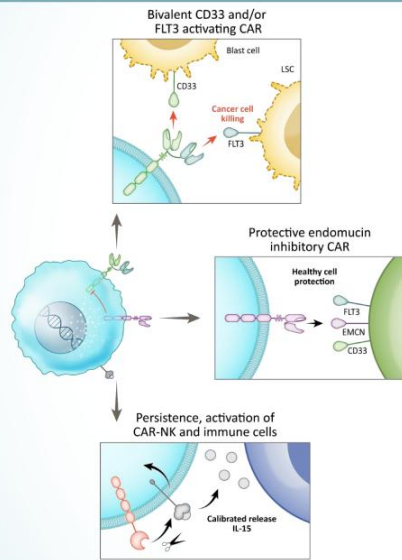 Bivalent CD33 and/or
FLT3 activating CAR
Blast cell
LSC
CD33
Cancer cell
killing
FLT3
Protective endomucin
inhibitory CAR
Healthy cell
protection
FLT3
EMCN
CD33
Persistence, activation of
CAR-NK and immune cells
Calibrated release
IL-15